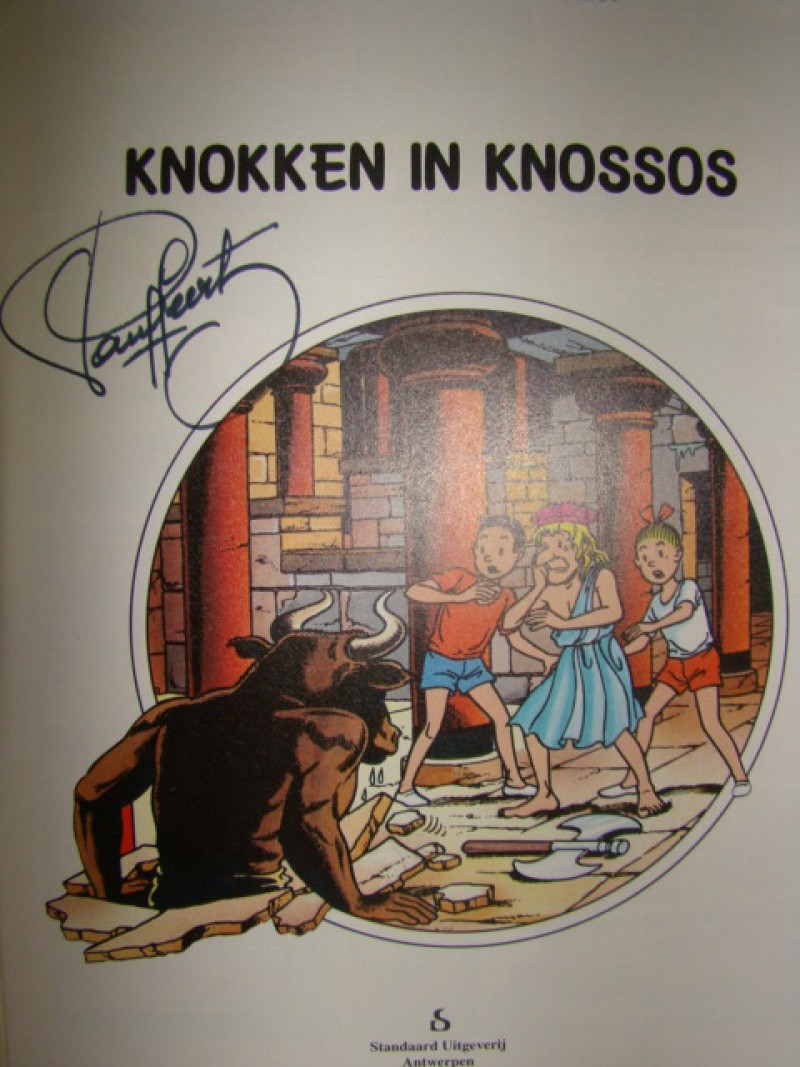 KNOKKEN IN KNOSSOS
Standaard Uitgeverij
Antwerpen